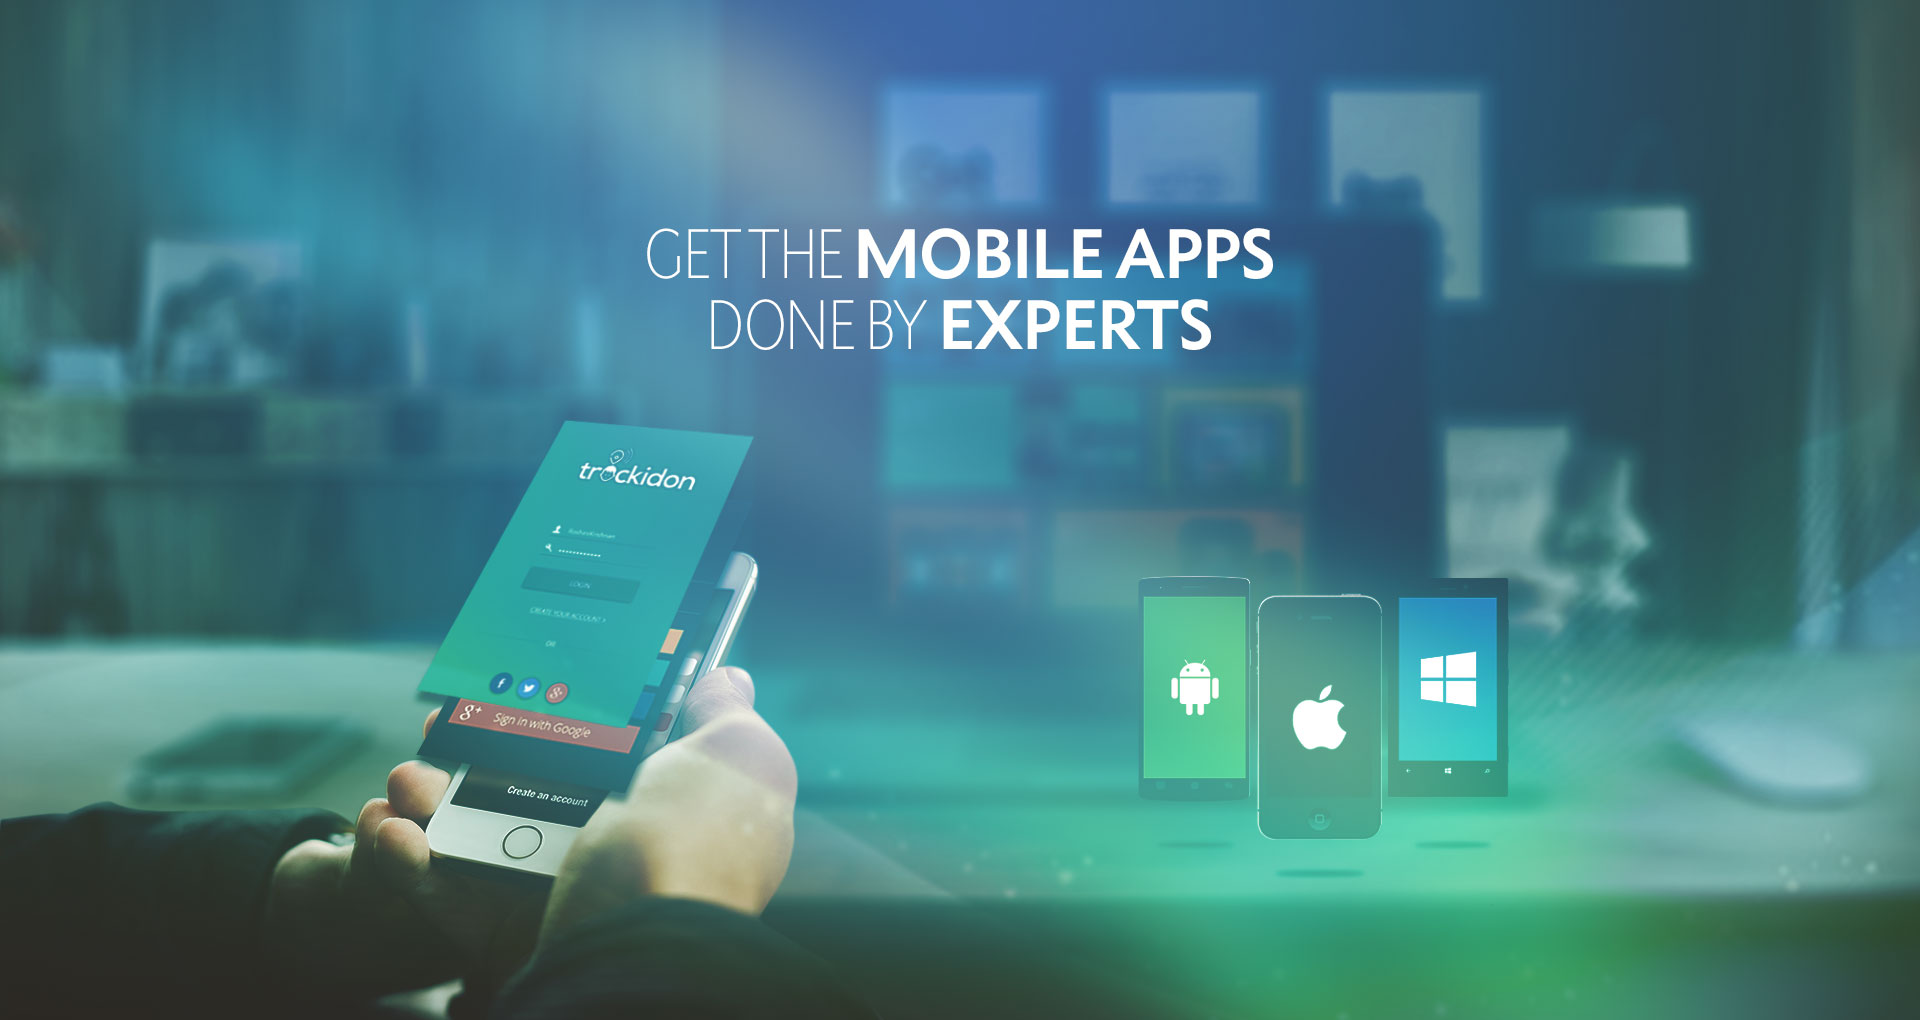 GET THE MOBILE APPS
DONE BY EXPERTS
trackidon
LOGIN
CREATE YOUR ACCOUNT >
OR
f
g+
g+ Sign in with Google
Create an account